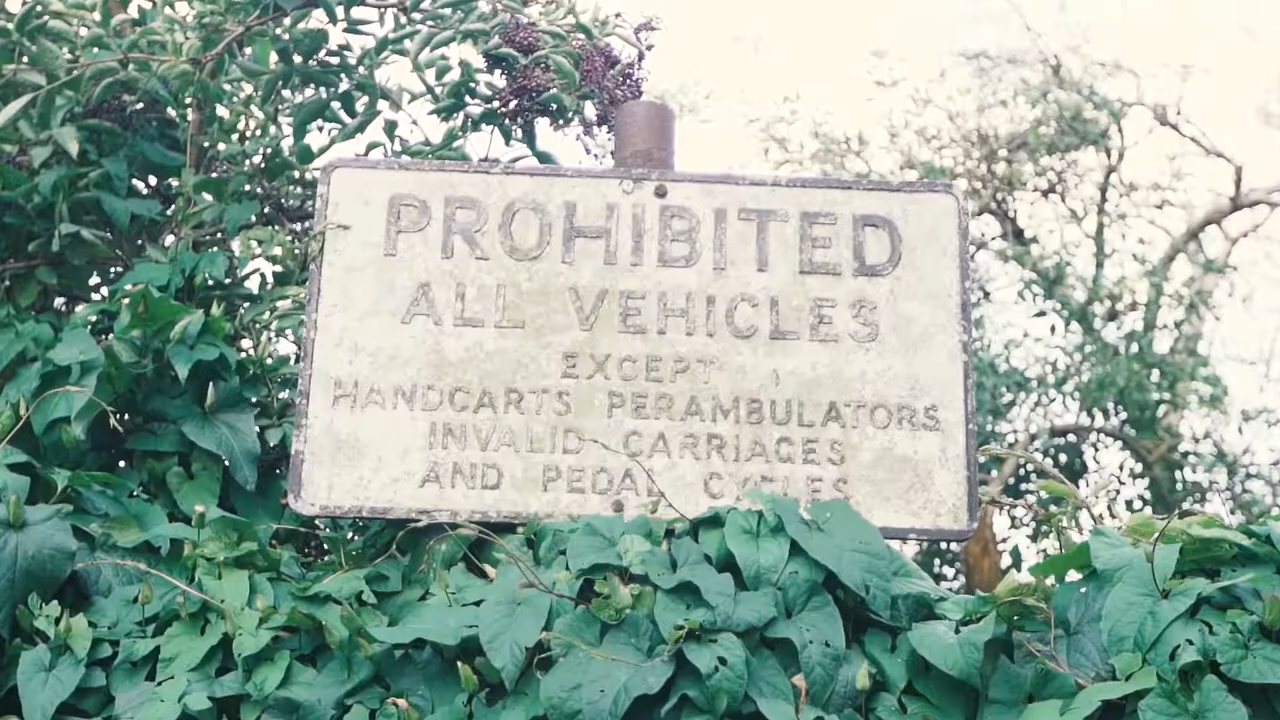 PROHIBITED
ALL VEHICLES
EXCEPT
HANDCARTS PERAMBULATORS
INVALID CARRIAGES
AND PEDAL CYCLES